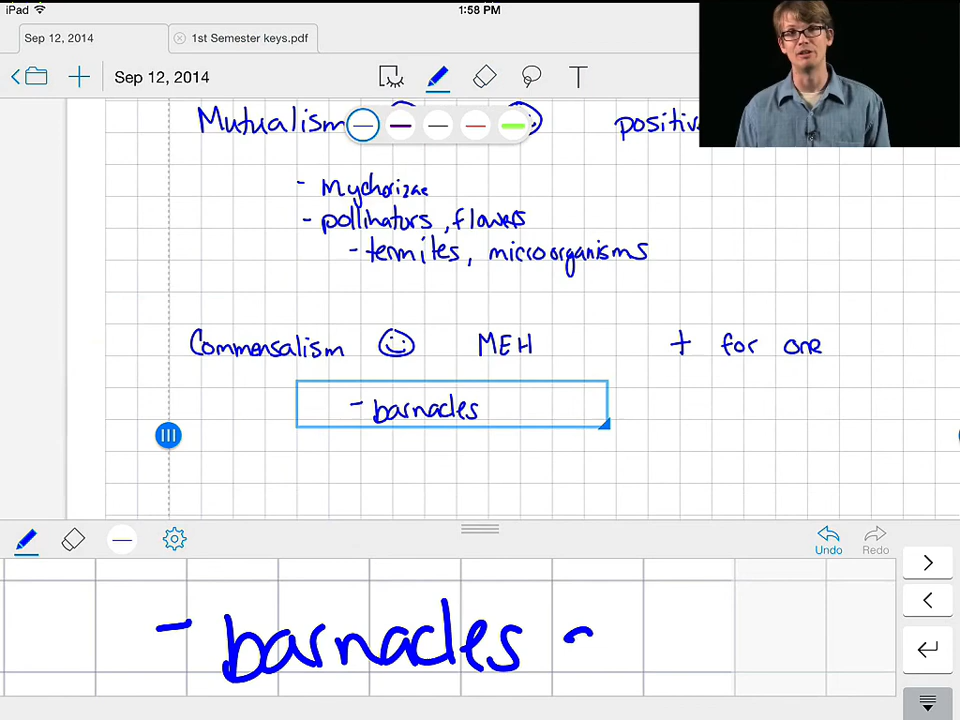 iPad 1:58 PM
Sep 12, 2014 1st Semester keys.pdf
Sep 12, 2014 T
Mutualism positiv
- Mychorizae
- pollinators, flowers
- termites, microorganisms
Commensalism MEH + for one
- barnacles
Undo Redo
- barnacles -